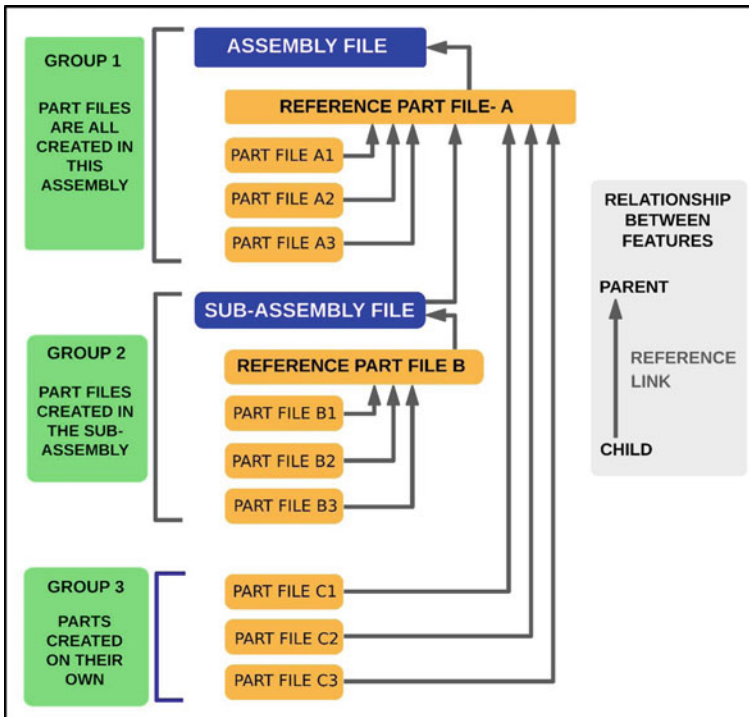 GROUP 1
PART FILES
ARE ALL
CREATED IN
THIS
ASSEMBLY
ASSEMBLY FILE
REFERENCE PART FILE- A
PART FILE A1
PART FILE A2
PART FILE A3
GROUP 2
PART FILES
CREATED IN
THE SUB-
ASSEMBLY
SUB-ASSEMBLY FILE
REFERENCE PART FILE B
PART FILE B1
PART FILE B2
PART FILE B3
GROUP 3
PARTS
CREATED
ON THEIR
OWN
PART FILE C1
PART FILE C2
PART FILE C3
RELATIONSHIP
BETWEEN
FEATURES
PARENT
REFERENCE
LINK
CHILD